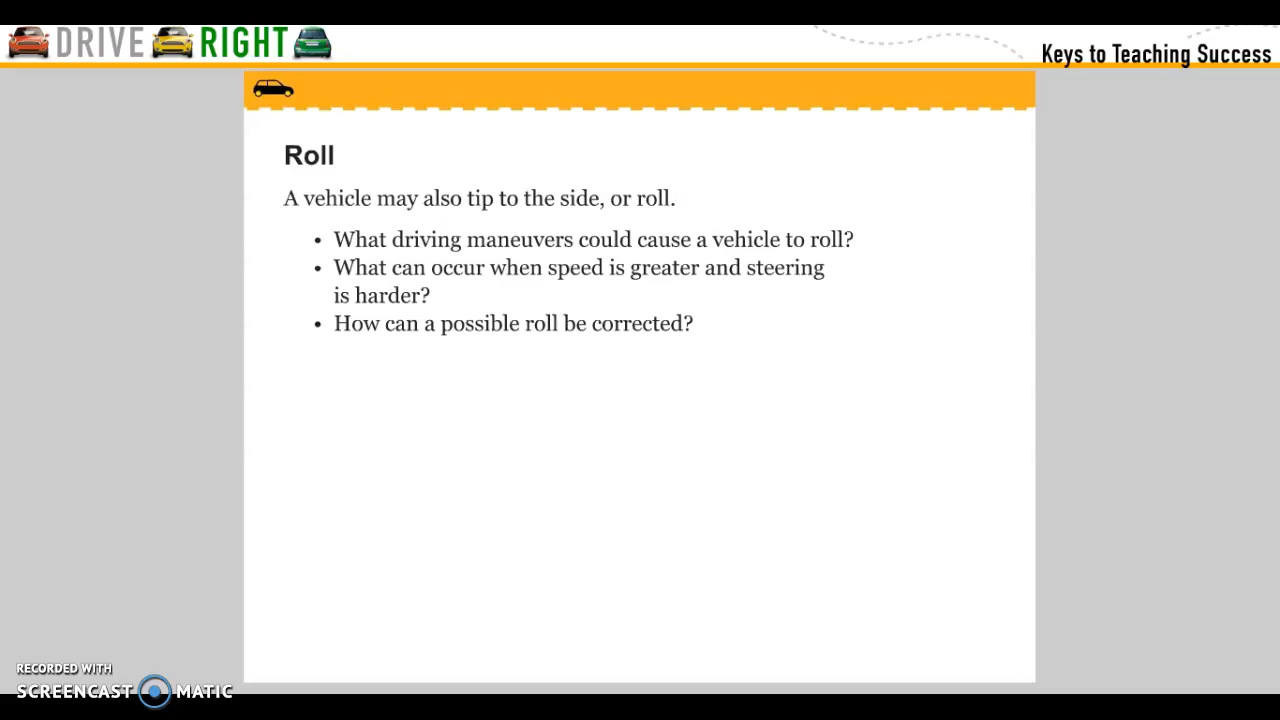 DRIVE RIGHT
Keys to Teaching Success
Roll
A vehicle may also tip to the side, or roll.
• What driving maneuvers could cause a vehicle to roll?
• What can occur when speed is greater and steering
is harder?
• How can a possible roll be corrected?
RECORDED WITH
SCREENCAST MATIC